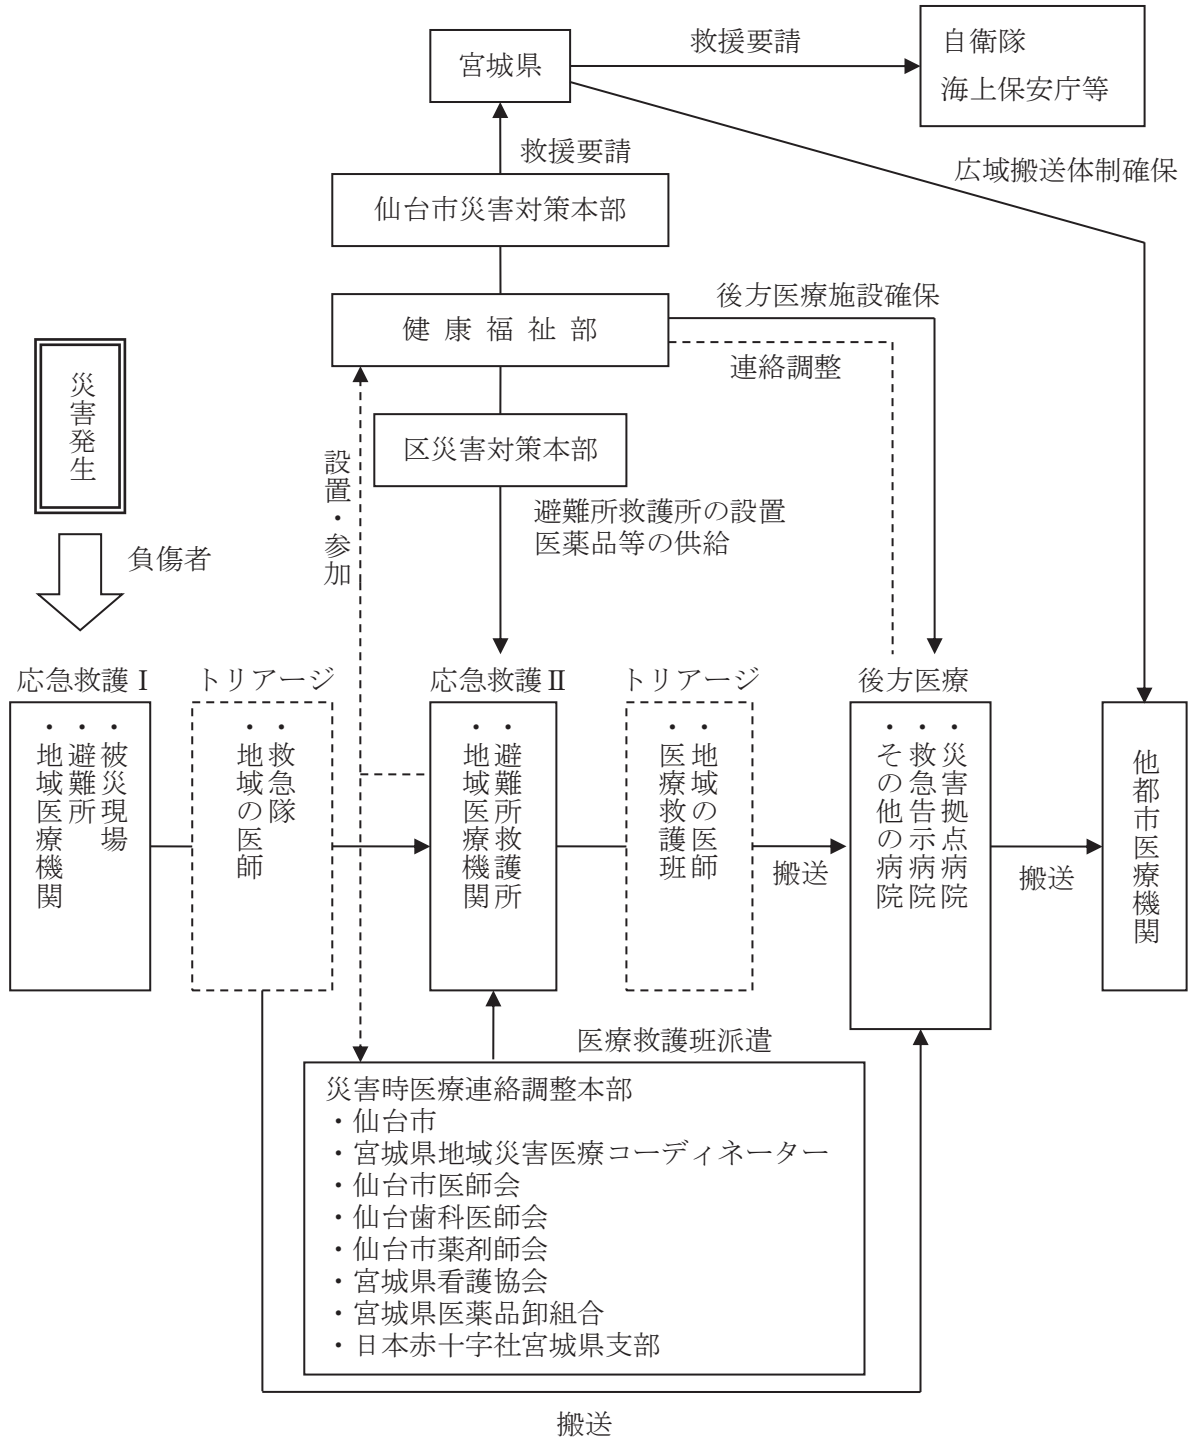 救援要請
宮城県
自衛隊
海上保安庁等
救援要請
広域搬送体制確保
仙台市災害対策本部
後方医療施設確保
健康福祉部
連絡調整
災害発生
区災害対策本部
設置・参加
避難所救護所の設置
医薬品等の供給
負傷者
応急救護Ⅰ
トリアージ
応急救護Ⅱ
トリアージ
後方医療
・被災現場
・避難所
・地域医療機関
・救急隊
・地域の医師
・避難所救護所
・地域医療機関
・地域の医師
・医療救護班
搬送
・災害拠点病院
・救急告示病院
・その他の病院
搬送
他都市医療機関
医療救護班派遣
災害時医療連絡調整本部
・仙台市
・宮城県地域災害医療コーディネーター
・仙台市医師会
・仙台歯科医師会
・仙台市薬剤師会
・宮城県看護協会
・宮城県医薬品卸組合
・日本赤十字社宮城県支部
搬送